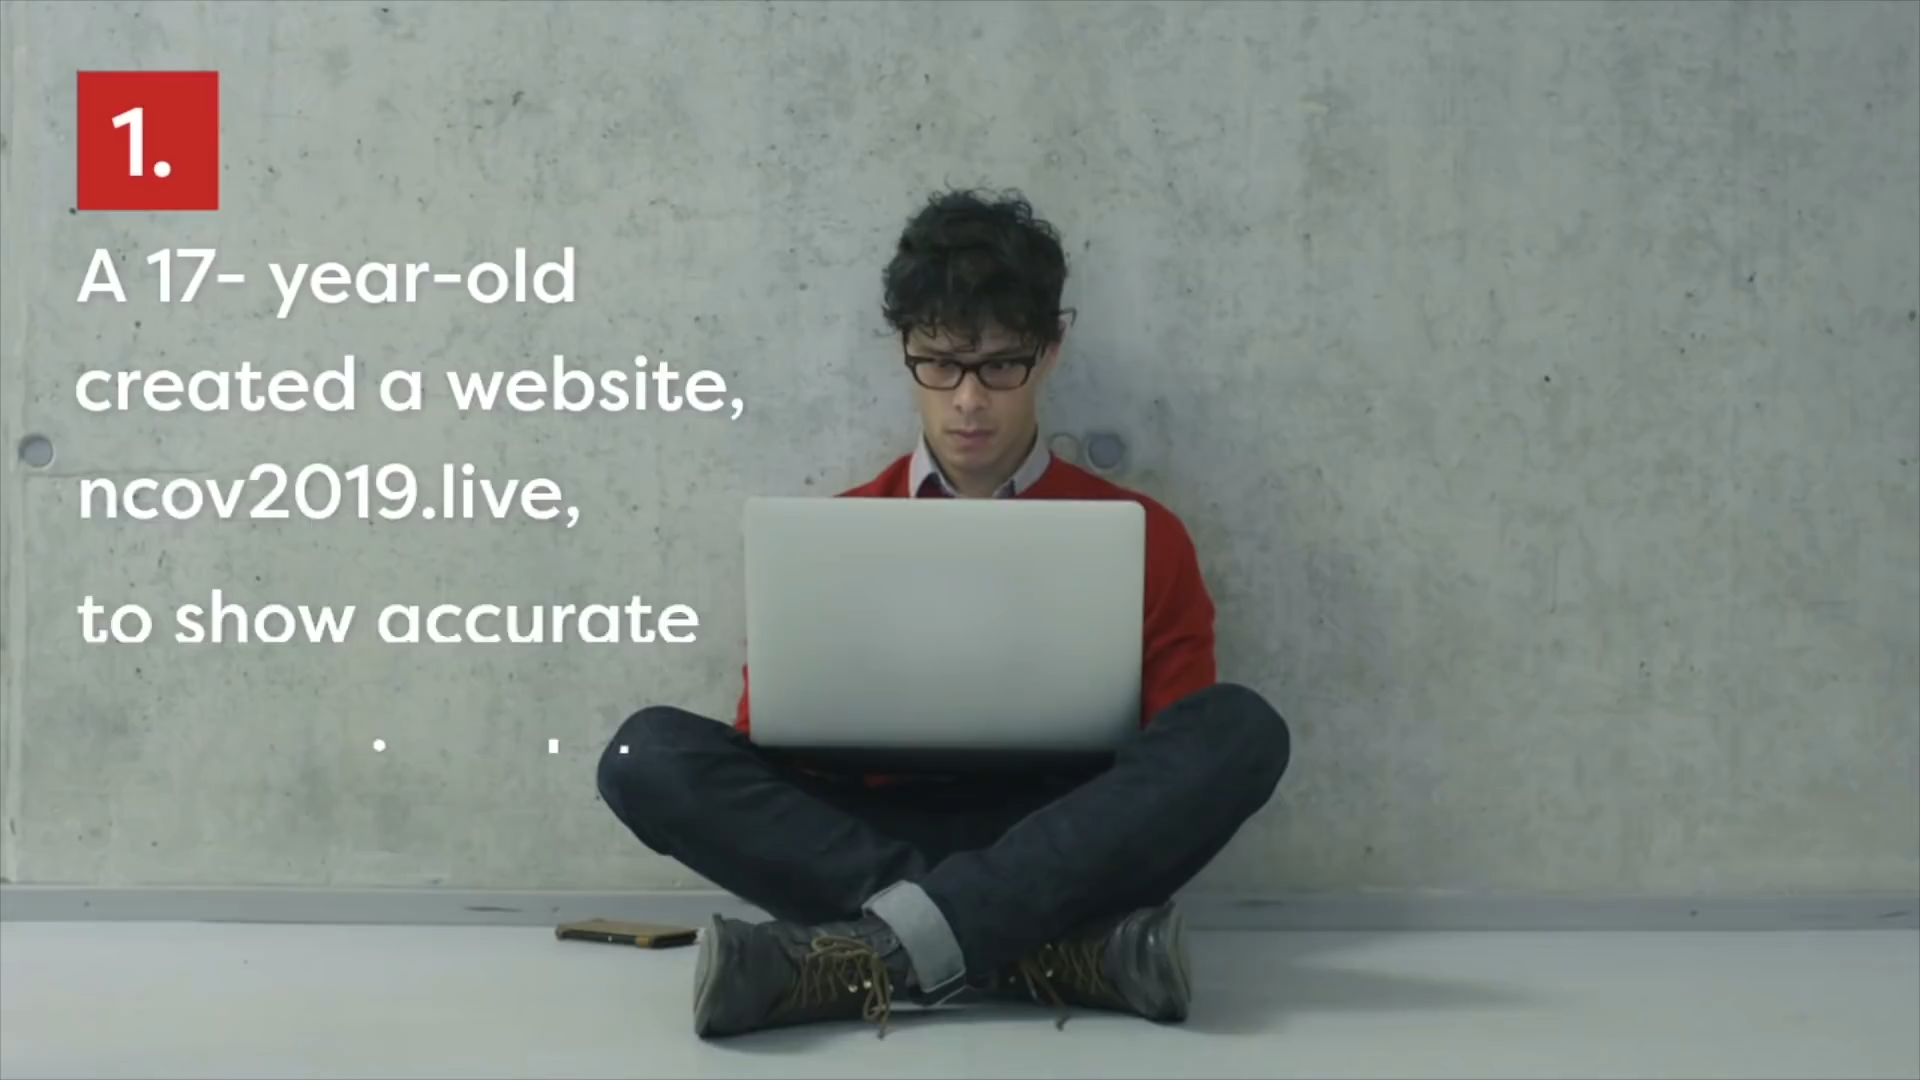 1.
A 17- year-old
created a website,
ncov2019.live,
to show accurate